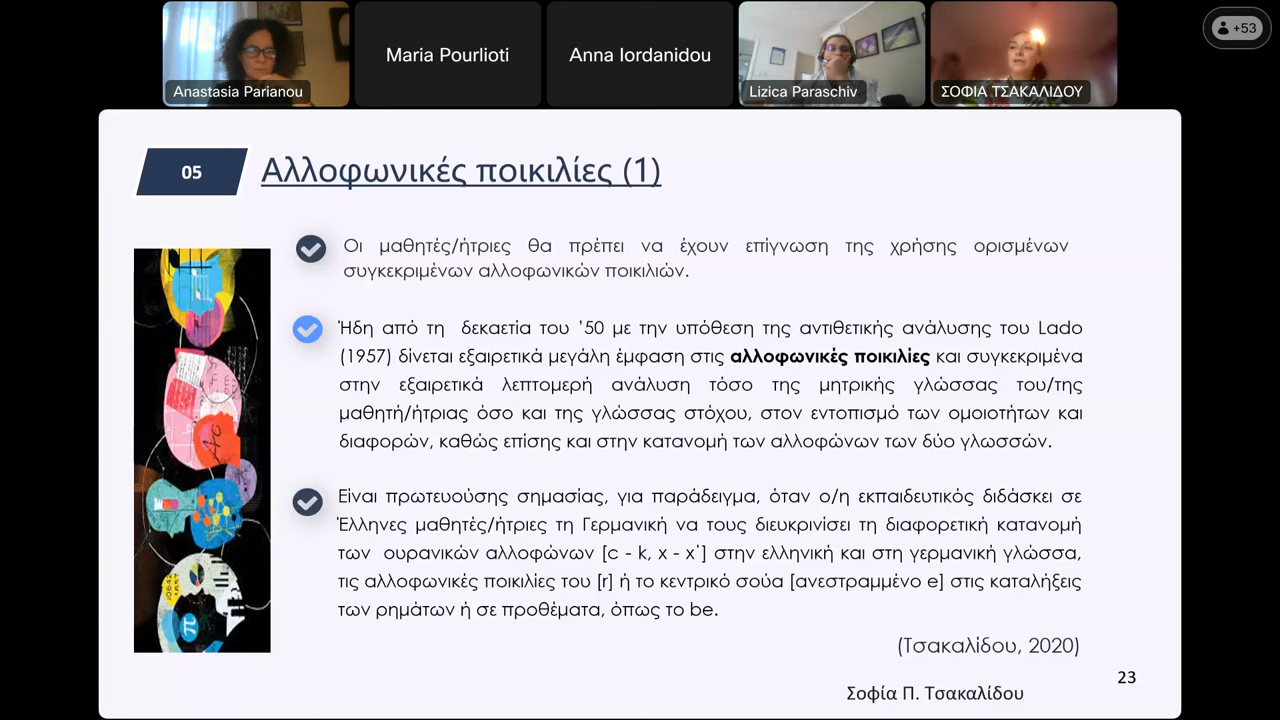 Anastasia Parianou
Maria Pourlioti
Anna Iordanidou
Lizica Paraschiv
ΣΟΦΙΑ ΤΣΑΚΑΛΙΔΟΥ
+53
05
Αλλοφωνικές ποικιλίες (1)
Οι μαθητές/ήτριες θα πρέπει να έχουν επίγνωση της χρήσης ορισμένων
συγκεκριμένων αλλοφωνικών ποικιλιών.
Ήδη από τη δεκαετία του ’50 με την υπόθεση της αντιθετικής ανάλυσης του Lado
(1957) δίνεται εξαιρετικά μεγάλη έμφαση στις αλλοφωνικές ποικιλίες και συγκεκριμένα
στην εξαιρετικά λεπτομερή ανάλυση τόσο της μητρικής γλώσσας του/της
μαθητή/ήτριας όσο και της γλώσσας στόχου, στον εντοπισμό των ομοιοτήτων και
διαφορών, καθώς επίσης και στην κατανομή των αλλοφώνων των δύο γλωσσών.
Είναι πρωτευούσης σημασίας, για παράδειγμα, όταν ο/η εκπαιδευτικός διδάσκει σε
Έλληνες μαθητές/ήτριες τη Γερμανική να τους διευκρινίσει τη διαφορετική κατανομή
των ουρανικών αλλοφώνων [c - k, x - x΄] στην ελληνική και στη γερμανική γλώσσα,
τις αλλοφωνικές ποικιλίες του [r] ή το κεντρικό σούα [ανεστραμμένο e] στις καταλήξεις
των ρημάτων ή σε προθέματα, όπως το be.
(Τσακαλίδου, 2020)
23
Σοφία Π. Τσακαλίδου